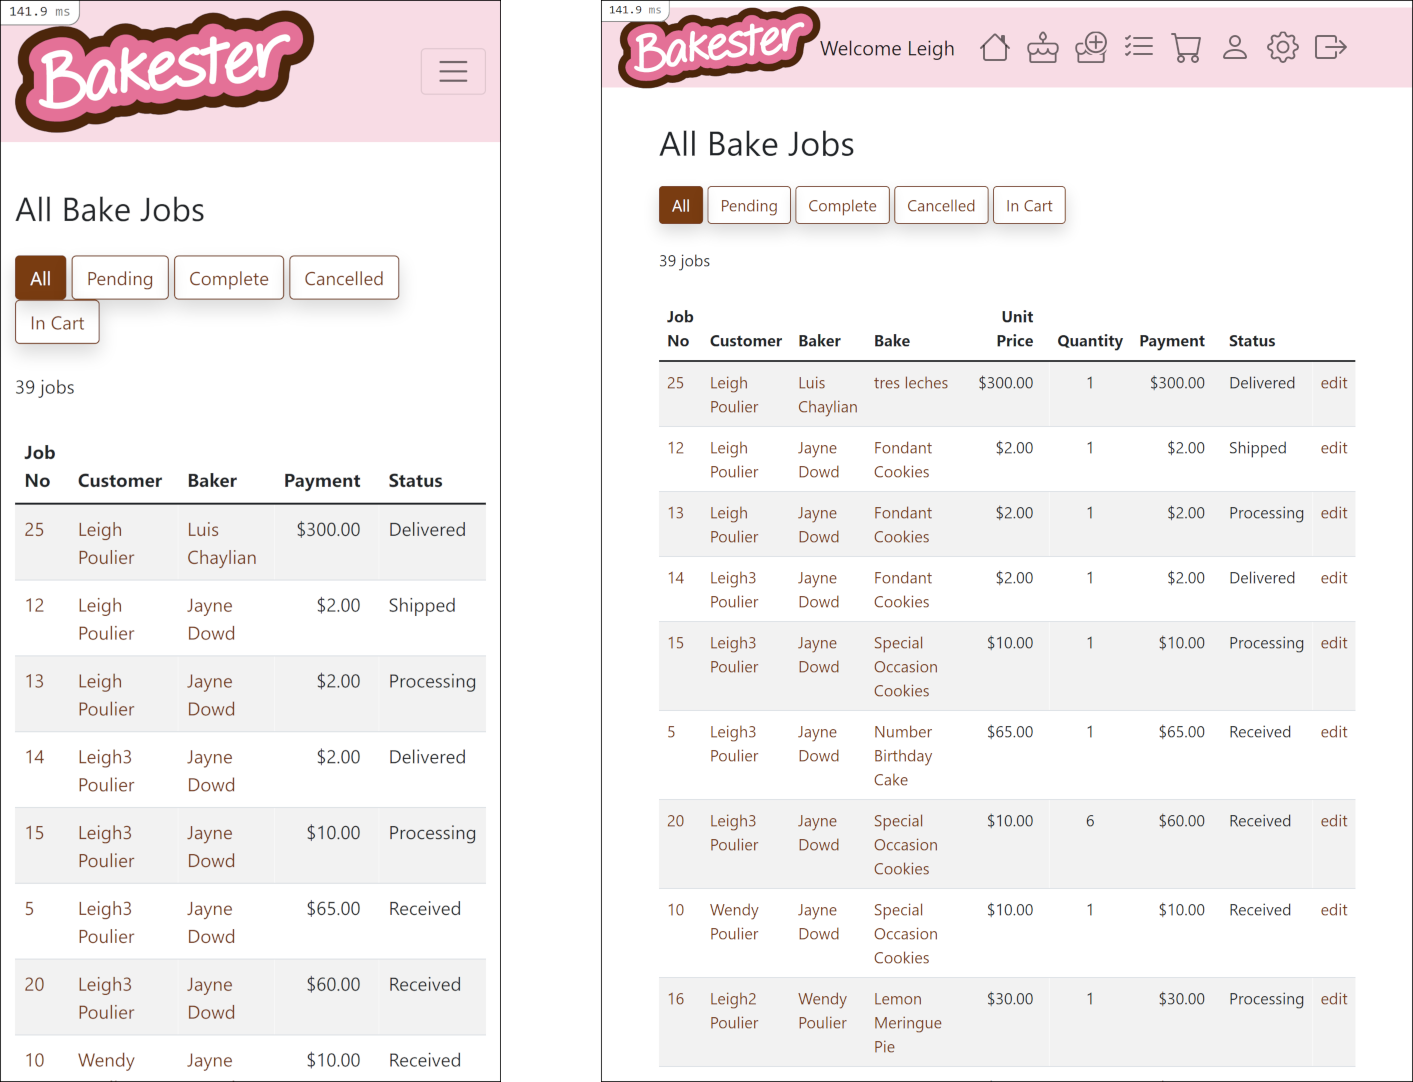 141.9 ms
Bakester
All Bake Jobs
All Pending Complete Cancelled
In Cart
39 jobs
Job
No Customer Baker Payment Status
25 Leigh Luis $300.00 Delivered
Poulier Chaylian
12 Leigh Jayne $2.00 Shipped
Poulier Dowd
13 Leigh Jayne $2.00 Processing
Poulier Dowd
14 Leigh3 Jayne $2.00 Delivered
Poulier Dowd
15 Leigh3 Jayne $10.00 Processing
Poulier Dowd
5 Leigh3 Jayne $65.00 Received
Poulier Dowd
20 Leigh3 Jayne $60.00 Received
Poulier Dowd
10 Wendy Jayne $10.00 Received
141.9 ms
Bakester Welcome Leigh
All Bake Jobs
All Pending Complete Cancelled In Cart
39 jobs
Job Unit
No Customer Baker Bake Price Quantity Payment Status
25 Leigh Luis tres leches $300.00 1 $300.00 Delivered edit
Poulier Chaylian
12 Leigh Jayne Fondant $2.00 1 $2.00 Shipped edit
Poulier Dowd Cookies
13 Leigh Jayne Fondant $2.00 1 $2.00 Processing edit
Poulier Dowd Cookies
14 Leigh3 Jayne Fondant $2.00 1 $2.00 Delivered edit
Poulier Dowd Cookies
15 Leigh3 Jayne Special $10.00 1 $10.00 Processing edit
Poulier Dowd Occasion
Cookies
5 Leigh3 Jayne Number $65.00 1 $65.00 Received edit
Poulier Dowd Birthday
Cake
20 Leigh3 Jayne Special $10.00 6 $60.00 Received edit
Poulier Dowd Occasion
Cookies
10 Wendy Jayne Special $10.00 1 $10.00 Received edit
Poulier Dowd Occasion
Cookies
16 Leigh2 Wendy Lemon $30.00 1 $30.00 Processing edit
Poulier Poulier Meringue
Pie